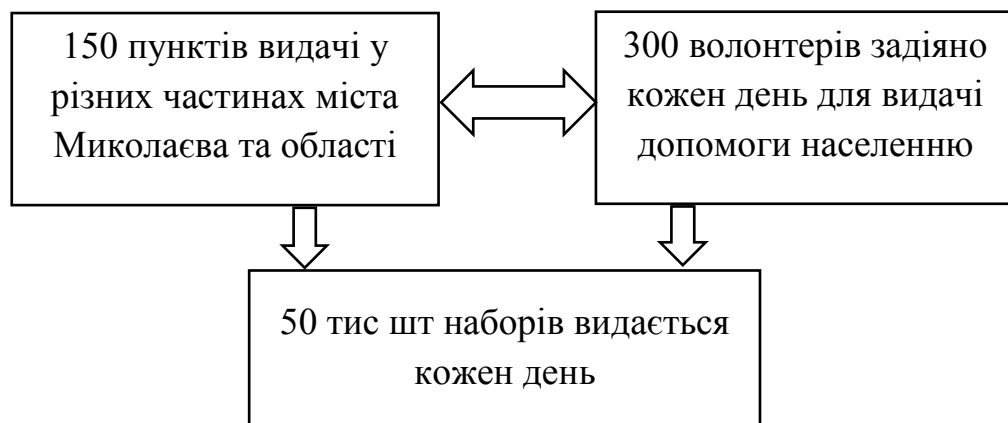 150 пунктів видачі у
різних частинах міста
Миколаєва та області
300 волонтерів задіяно
кожен день для видачі
допомоги населенню
50 тис шт наборів видається
кожен день